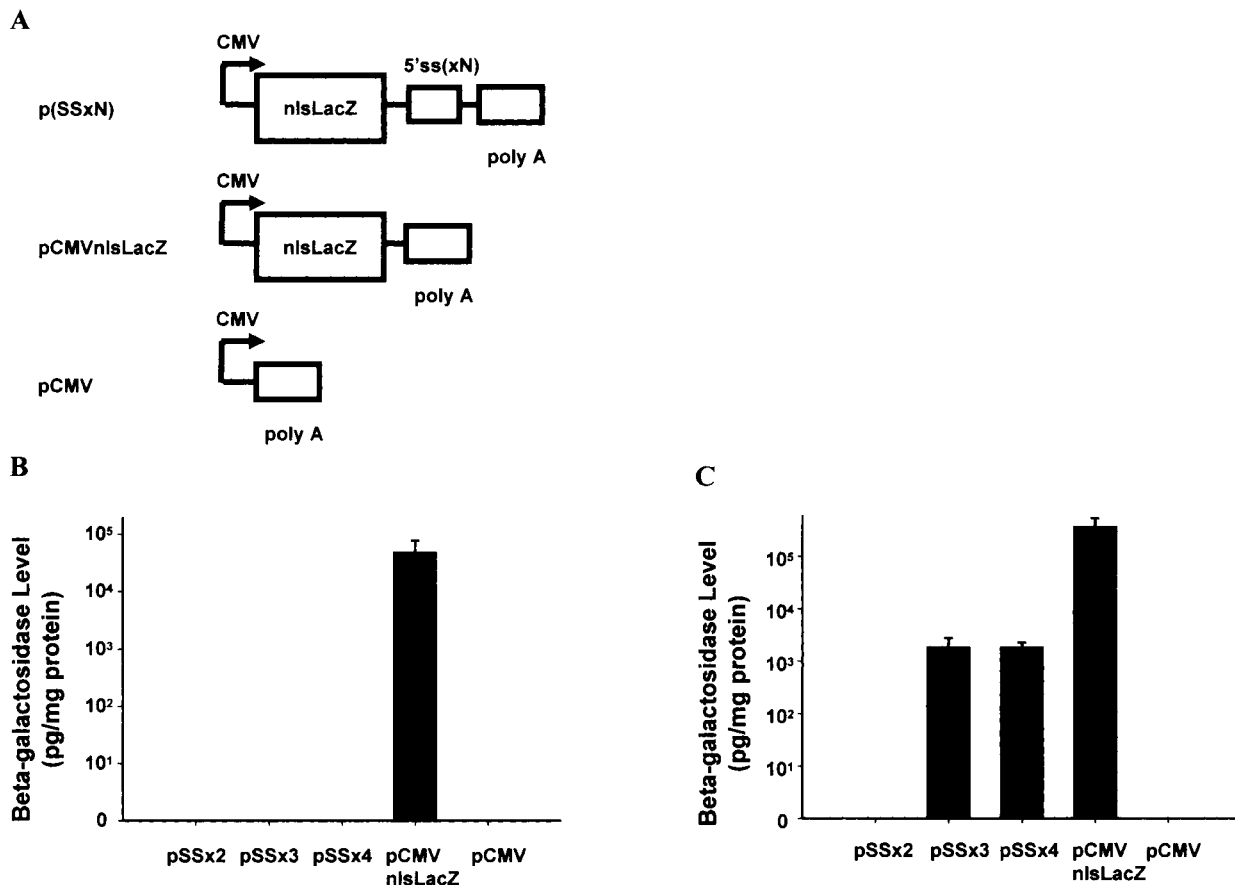 A
CMV
5'ss(xN)
p(SSxN)
nlsLacZ
poly A
CMV
pCMVnlsLacZ
nlsLacZ
poly A
CMV
pCMV
poly A
B
Beta-galactosidase Level
(pg/mg protein)
10⁵
10⁴
10³
10²
10¹
0
pSSx2 pSSx3 pSSx4 pCMV pCMV
nlsLacZ
C
Beta-galactosidase Level
(pg/mg protein)
10⁵
10⁴
10³
10²
10¹
0
pSSx2 pSSx3 pSSx4 pCMV pCMV
nlsLacZ